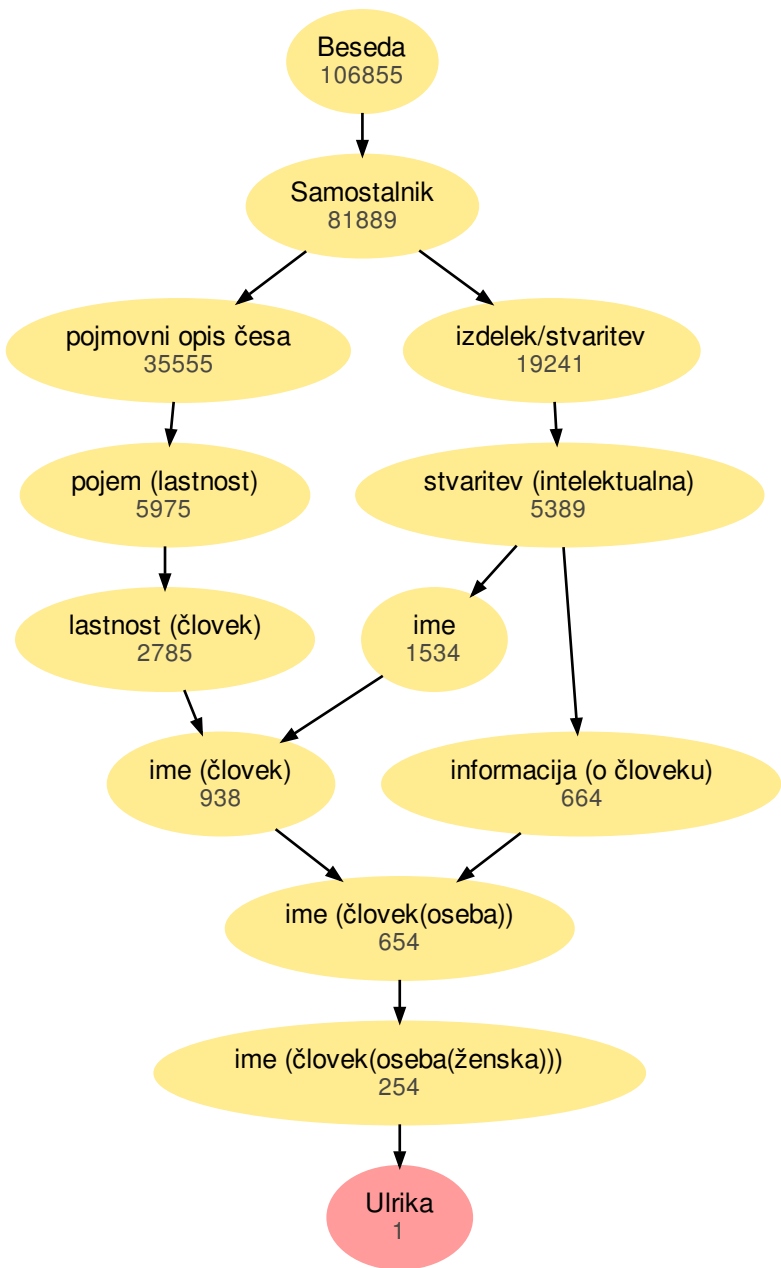 Beseda
106855
Samostalnik
81889
pojmovni opis česa
35555
izdelek/stvaritev
19241
pojem (lastnost)
5975
stvaritev (intelektualna)
5389
lastnost (človek)
2785
ime
1534
ime (človek)
938
informacija (o človeku)
664
ime (človek(oseba))
654
ime (človek(oseba(ženska)))
254
Ulrika
1